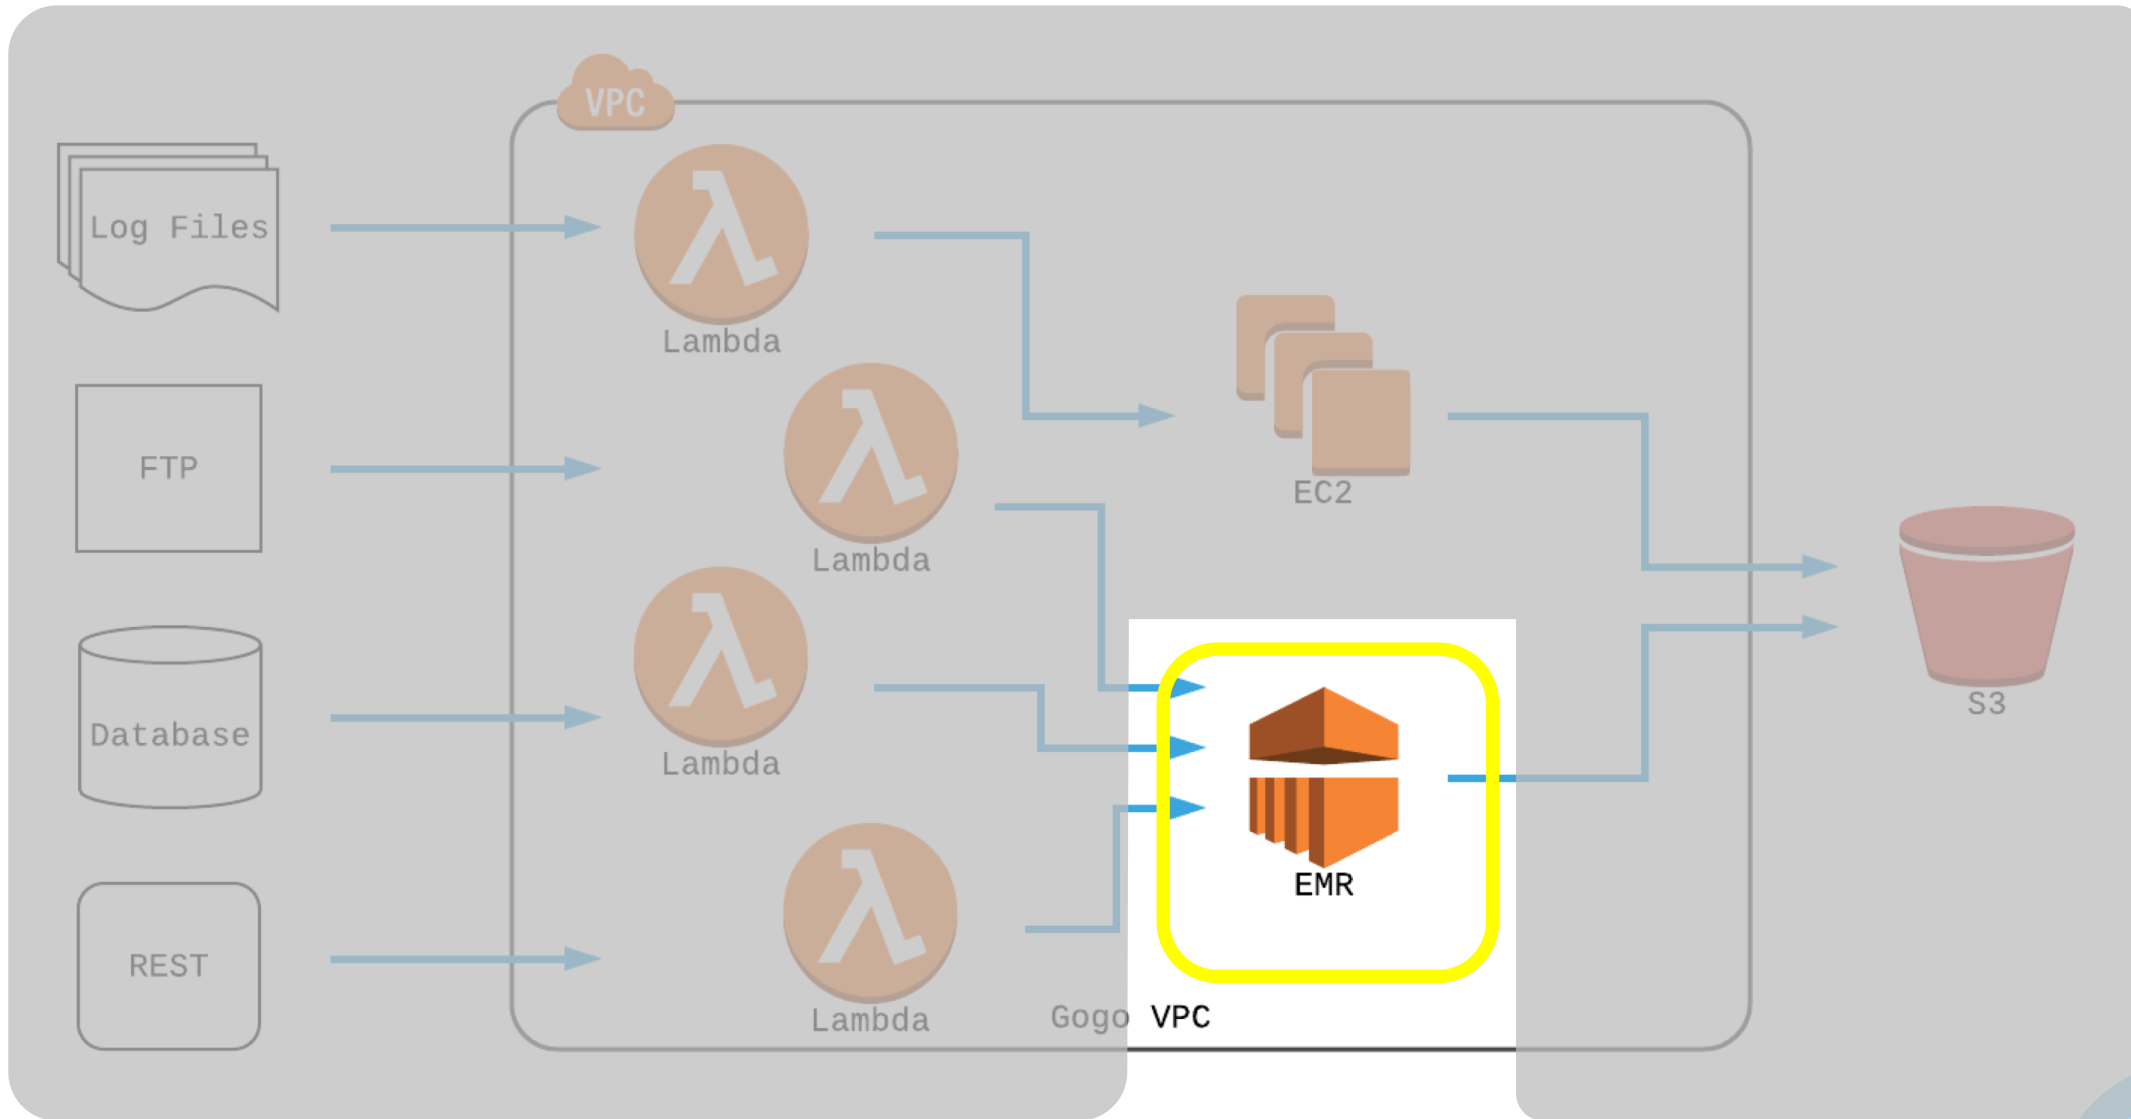 VPC
Log Files
Lambda
FTP
Lambda
EC2
Database
Lambda
S3
EMR
REST
Lambda
Gogo VPC